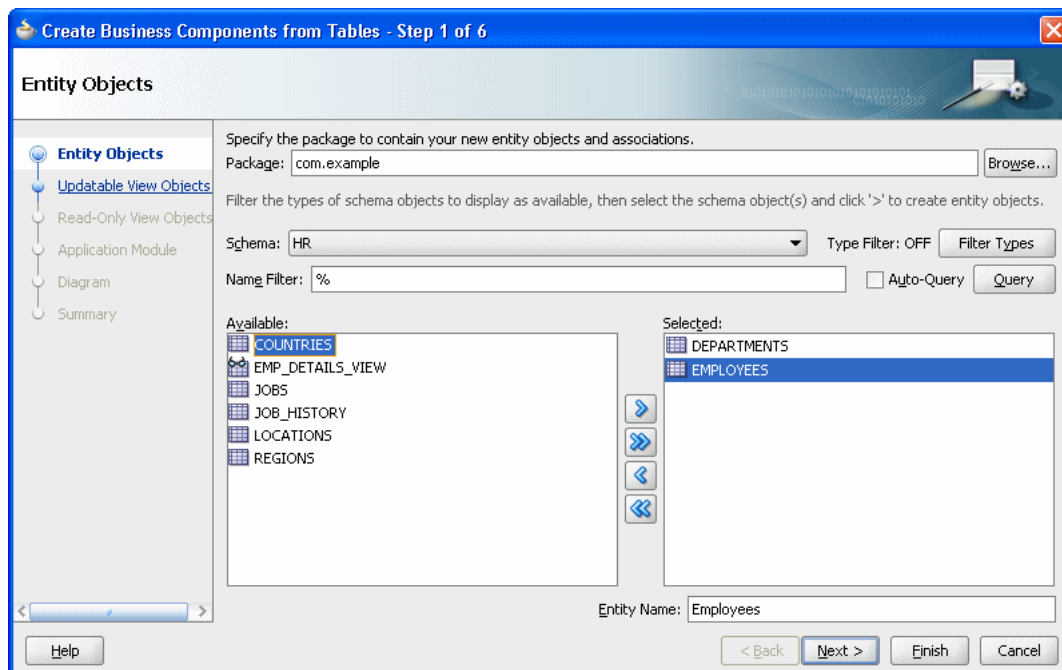 Create Business Components from Tables - Step 1 of 6
Entity Objects
Entity Objects
Updatable View Objects
Read-Only View Objects
Application Module
Diagram
Summary
Specify the package to contain your new entity objects and associations.
Package: com.example Browse...
Filter the types of schema objects to display as available, then select the schema object(s) and click '>' to create entity objects.
Schema: HR Type Filter: OFF Filter Types
Name Filter: % Auto-Query Query
Available:
COUNTRIES
EMP_DETAILS_VIEW
JOBS
JOB_HISTORY
LOCATIONS
REGIONS
Selected:
DEPARTMENTS
EMPLOYEES
Entity Name: Employees
Help < Back Next > Finish Cancel